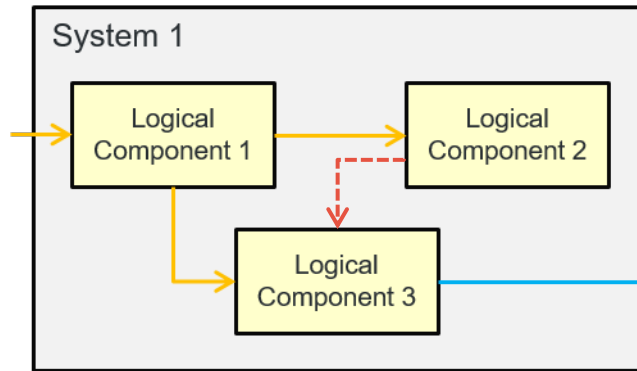 System 1
Logical
Component 1
Logical
Component 2
Logical
Component 3